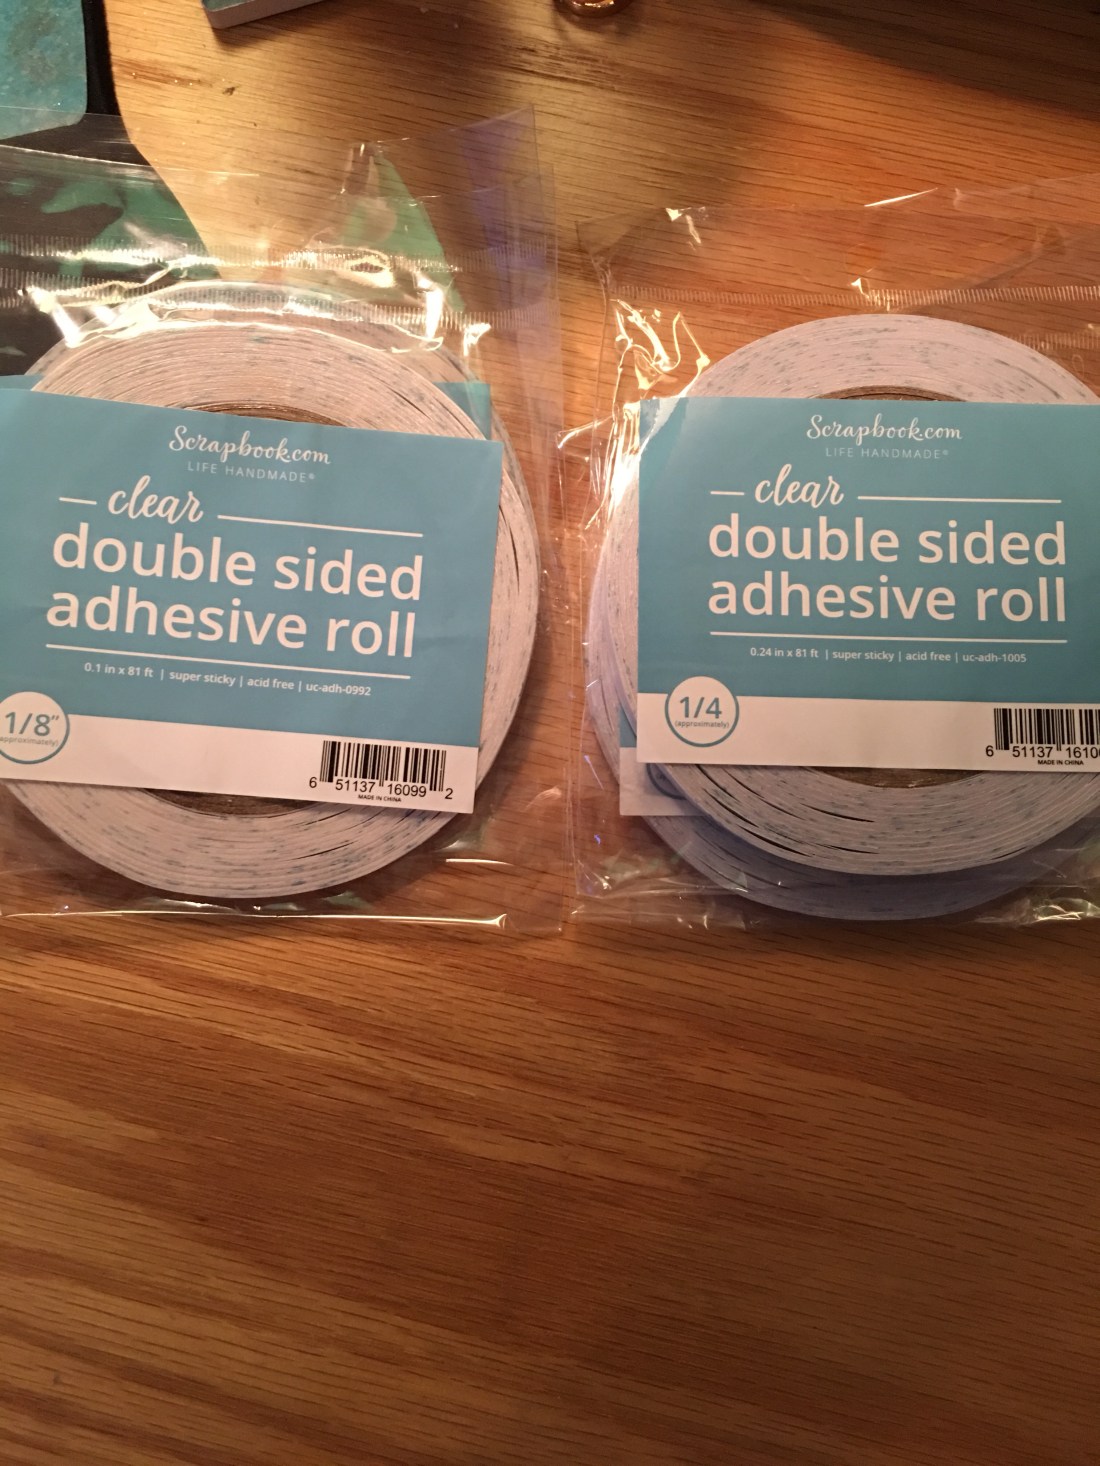 Scrapbook.com
LIFE HANDMADE®
clear
double sided
adhesive roll
0.1 in x 81 ft | super sticky | acid free | uc-adh-0992
1/8"
(approximately)
6 51137 16099 2
MADE IN CHINA
Scrapbook.com
LIFE HANDMADE®
clear
double sided
adhesive roll
0.24 in x 81 ft | super sticky | acid free | uc-adh-1005
1/4
(approximately)
6 51137 1610
MADE IN CHINA